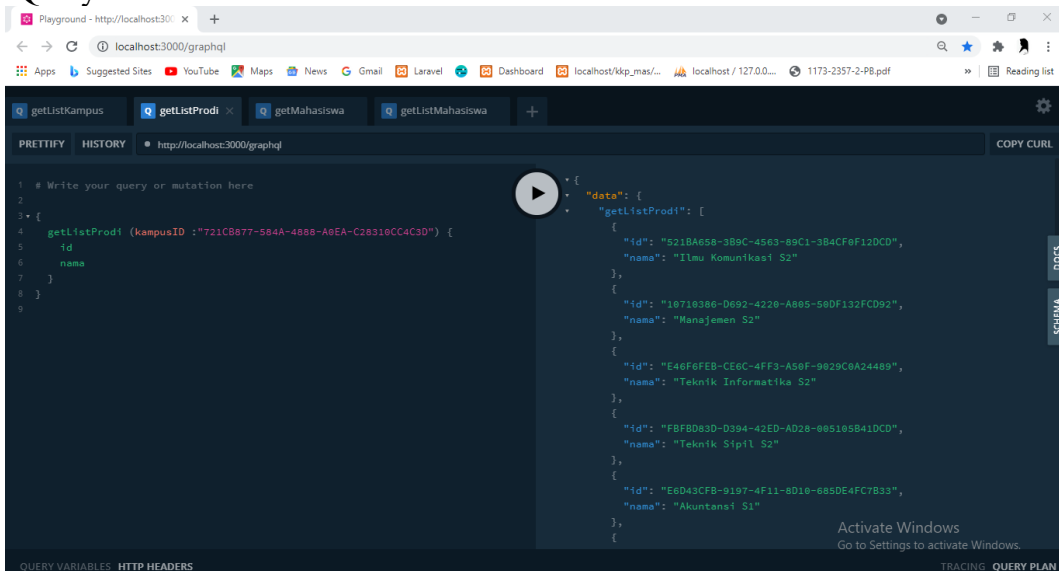 Query
Playground - http://localhost:300
localhost:3000/graphql
Apps Suggested Sites YouTube Maps News Gmail Laravel Dashboard localhost/kkp_mas/... localhost / 127.0.0.... 1173-2357-2-PB.pdf » Reading list
getListKampus getListProdi getMahasiswa getListMahasiswa
PRETTIFY HISTORY http://localhost:3000/graphql COPY CURL
1 # Write your query or mutation here
2
3 {
4 getListProdi (kampusID :"721CB877-584A-4888-A0EA-C28310CC4C3D") {
5 id
6 nama
7 }
8 }
9
{
"data": {
"getListProdi": [
{
"id": "521BA658-3B9C-4563-89C1-3B4CF0F12DCD",
"nama": "Ilmu Komunikasi S2"
},
{
"id": "10710386-D692-4220-A805-50DF132FCD92",
"nama": "Manajemen S2"
},
{
"id": "E46F6FEB-CE6C-4FF3-A50F-9029C0A24489",
"nama": "Teknik Informatika S2"
},
{
"id": "FBFBD83D-D394-42ED-AD28-005105B41DCD",
"nama": "Teknik Sipil S2"
},
{
"id": "E6D43CFB-9197-4F11-8D10-685DE4FC7B33",
"nama": "Akuntansi S1"
},
{
DOCS
SCHEMA
Activate Windows
Go to Settings to activate Windows.
QUERY VARIABLES HTTP HEADERS TRACING QUERY PLAN